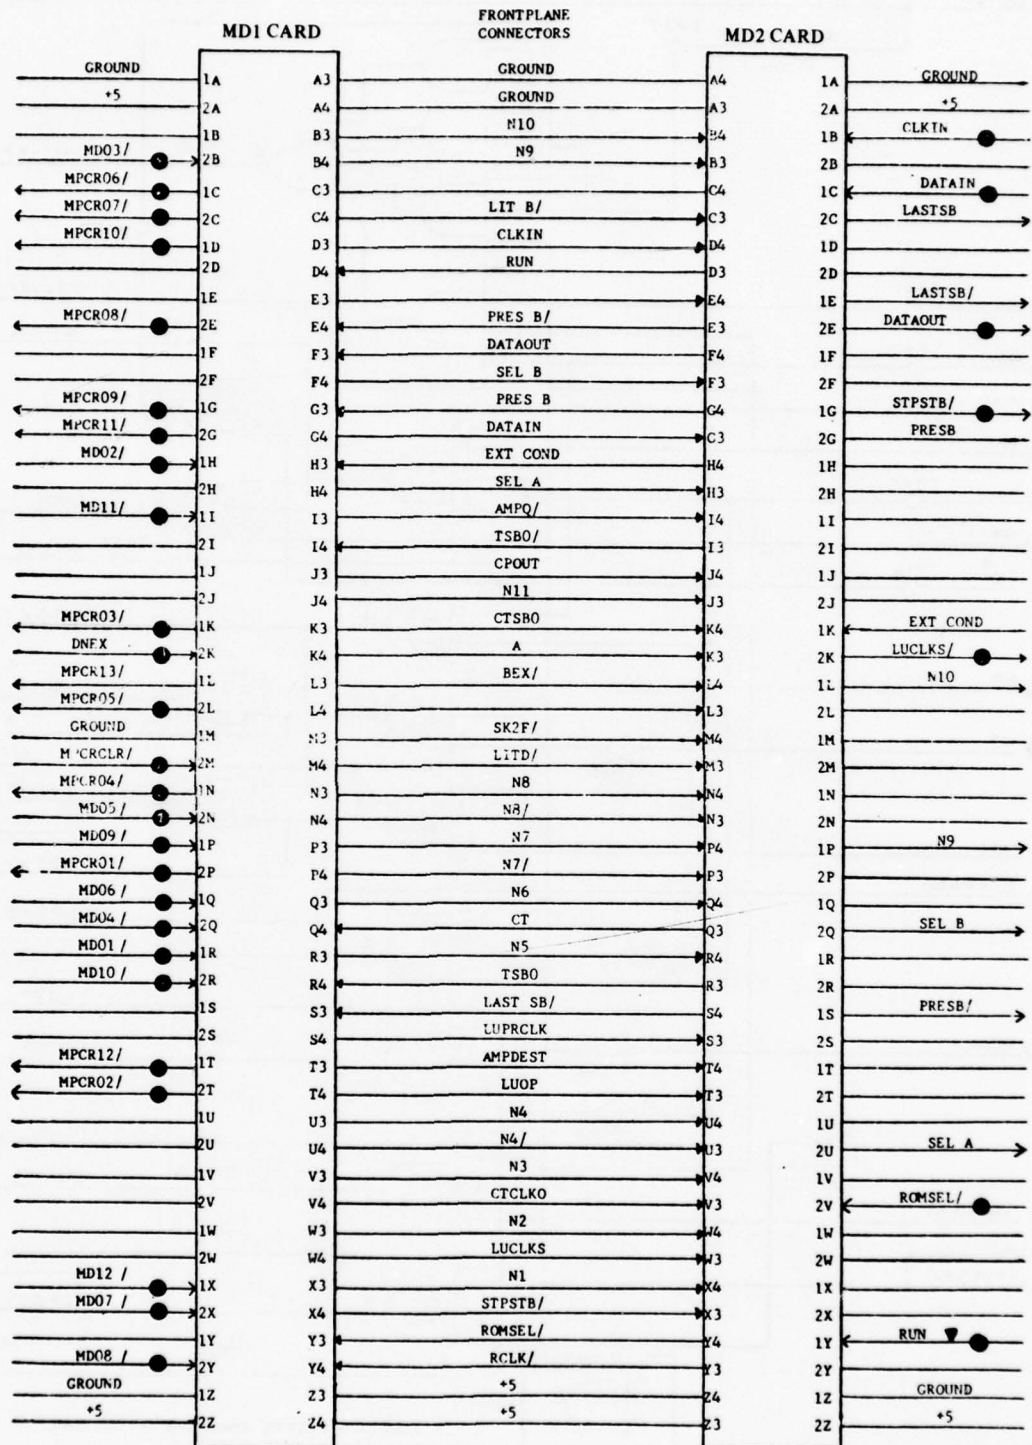 FRONTPLANE
CONNECTORS
MD1 CARD MD2 CARD
GROUND 1A A3 GROUND A4 1A GROUND
+5 2A A4 GROUND A3 2A +5
1B B3 N10 B4 1B CLKIN
MD03/ 2B B4 N9 B3 2B
MPCR06/ 1C C3 C4 1C DATAIN
MPCR07/ 2C C4 LIT B/ C3 2C LASTSB
MPCR10/ 1D D3 CLKIN D4 1D
2D D4 RUN D3 2D
1E E3 E4 1E LASTSB/
MPCR08/ 2E E4 PRES B/ E3 2E DATAOUT
1F F3 DATAOUT F4 1F
2F F4 SEL B F3 2F
MPCR09/ 1G G3 PRES B G4 1G STPSTB/
MPCR11/ 2G G4 DATAIN G3 2G PRESB
MD02/ 1H H3 EXT COND H4 1H
2H H4 SEL A H3 2H
MD11/ 1I I3 AMPQ/ I4 1I
2I I4 TSBO/ I3 2I
1J J3 CPOUT J4 1J
2J J4 N11 J3 2J
MPCR03/ 1K K3 CTSBO K4 1K EXT COND
DNEX 2K K4 A K3 2K LUCLKS/
MPCR13/ 1L L3 BEX/ L4 1L N10
MPCR05/ 2L L4 L3 2L
GROUND 1M M3 SK2F/ M4 1M
MPCRCLR/ 2M M4 LITD/ M3 2M
MPCR04/ 1N N3 N8 N4 1N
MD05/ 2N N4 N8/ N3 2N
MD09/ 1P P3 N7 P4 1P N9
MPCR01/ 2P P4 N7/ P3 2P
MD06 / 1Q Q3 N6 Q4 1Q
MD04 / 2Q Q4 CT Q3 2Q SEL B
MD01 / 1R R3 N5 R4 1R
MD10 / 2R R4 TSBO R3 2R
1S S3 LAST SB/ S4 1S PRESB/
2S S4 LUPRCLK S3 2S
MPCR12/ 1T T3 AMPDEST T4 1T
MPCR02/ 2T T4 LUOP T3 2T
1U U3 N4 U4 1U
2U U4 N4/ U3 2U SEL A
1V V3 N3 V4 1V
2V V4 CTCLKO V3 2V ROMSEL/
1W W3 N2 W4 1W
2W W4 LUCLKS W3 2W
MD12 / 1X X3 N1 X4 1X
MD07 / 2X X4 STPSTB/ X3 2X
1Y Y3 ROMSEL/ Y4 1Y RUN
MD08 / 2Y Y4 RCLK/ Y3 2Y
GROUND 1Z Z3 +5 Z4 1Z GROUND
+5 2Z Z4 +5 Z3 2Z +5